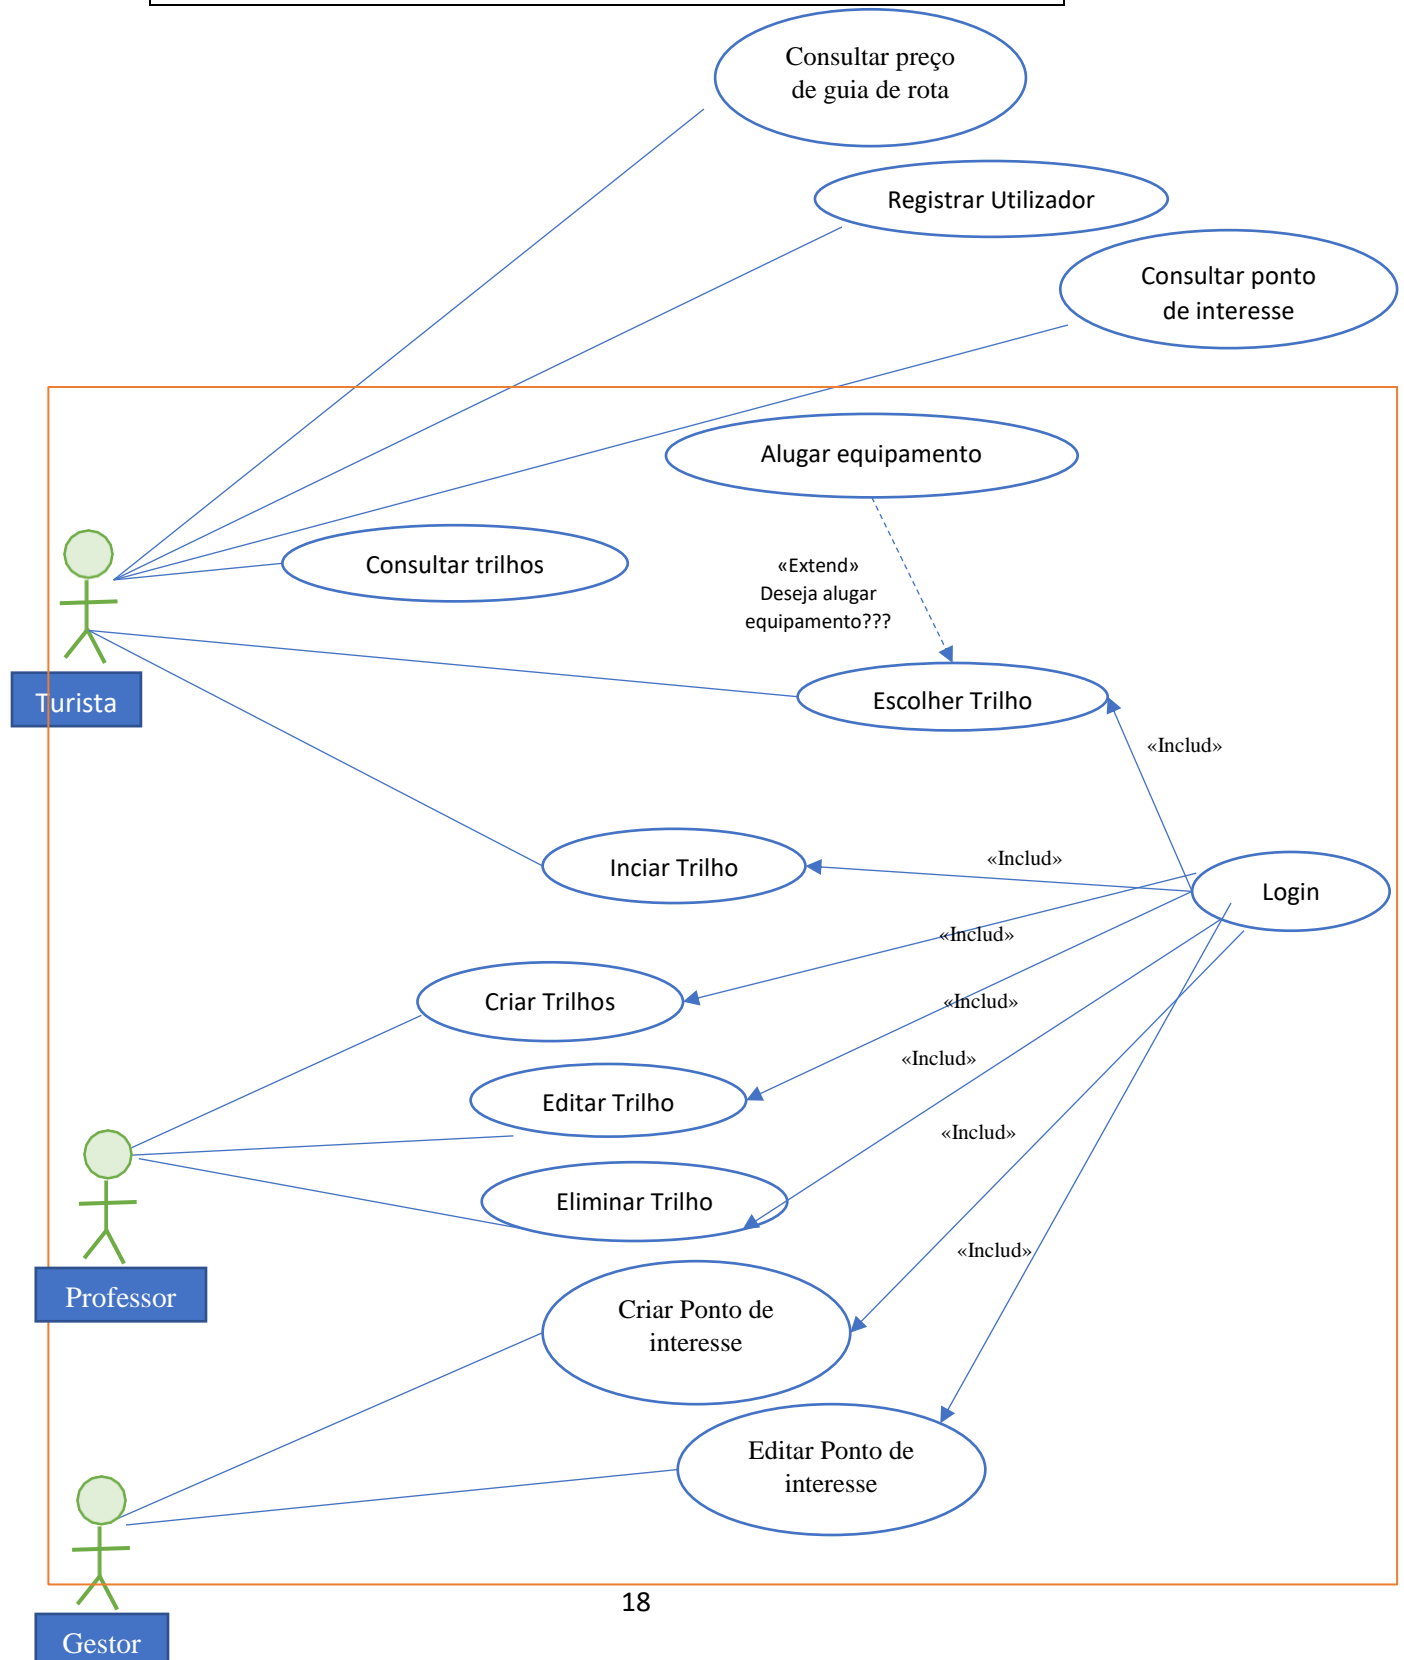 Consultar preço
de guia de rota
Registrar Utilizador
Consultar ponto
de interesse
Alugar equipamento
Consultar trilhos
«Extend»
Deseja alugar
equipamento???
Turista
Escolher Trilho
«Includ»
Inciar Trilho
«Includ»
Login
«Includ»
Criar Trilhos
«Includ»
«Includ»
Editar Trilho
«Includ»
Eliminar Trilho
«Includ»
Professor
Criar Ponto de
interesse
Editar Ponto de
interesse
18
Gestor